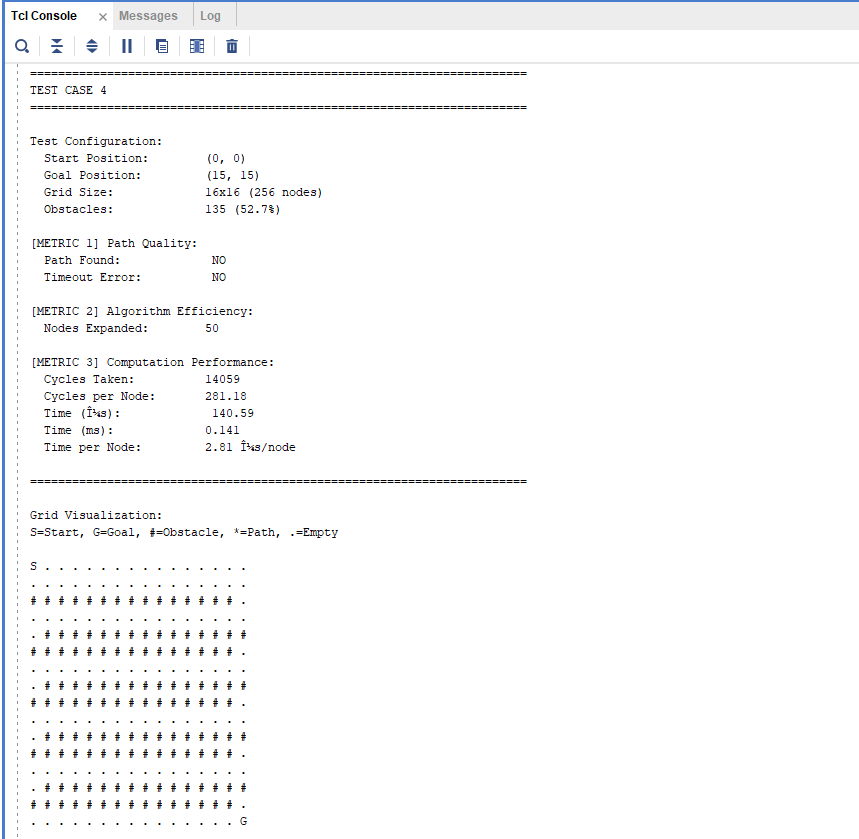 Tcl Console × Messages Log
======================================================================
TEST CASE 4
======================================================================
Test Configuration:
Start Position: (0, 0)
Goal Position: (15, 15)
Grid Size: 16x16 (256 nodes)
Obstacles: 135 (52.7%)
[METRIC 1] Path Quality:
Path Found: NO
Timeout Error: NO
[METRIC 2] Algorithm Efficiency:
Nodes Expanded: 50
[METRIC 3] Computation Performance:
Cycles Taken: 14059
Cycles per Node: 281.18
Time (Î¼s): 140.59
Time (ms): 0.141
Time per Node: 2.81 Î¼s/node
======================================================================
Grid Visualization:
S=Start, G=Goal, #=Obstacle, *=Path, .=Empty
S . . . . . . . . . . . . . . .
. . . . . . . . . . . . . . . .
# # # # # # # # # # # # # # # .
. . . . . . . . . . . . . . . .
. # # # # # # # # # # # # # # #
# # # # # # # # # # # # # # # .
. . . . . . . . . . . . . . . .
. # # # # # # # # # # # # # # #
# # # # # # # # # # # # # # # .
. . . . . . . . . . . . . . . .
. # # # # # # # # # # # # # # #
# # # # # # # # # # # # # # # .
. . . . . . . . . . . . . . . .
. # # # # # # # # # # # # # # #
# # # # # # # # # # # # # # # .
. . . . . . . . . . . . . . . G